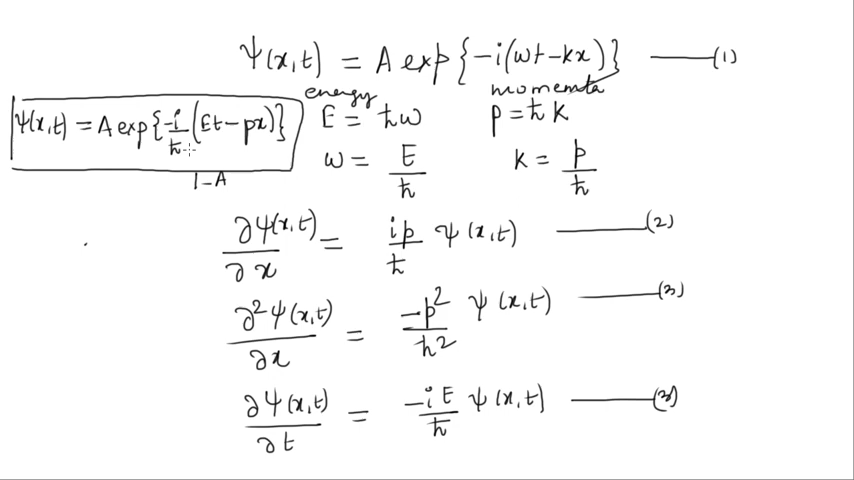 ψ(x,t) = A exp{-i(ωt-kx)} —— (1)
energy momenta
ψ(x,t) = A exp{-i/ħ (Et-px)} E = ħω p = ħk
1-A ω = E/ħ k = p/ħ
∂ψ(x,t)/∂x = ip/ħ ψ(x,t) —— (2)
∂²ψ(x,t)/∂x = -p²/ħ² ψ(x,t) —— (3)
∂ψ(x,t)/∂t = -iE/ħ ψ(x,t) —— (3)